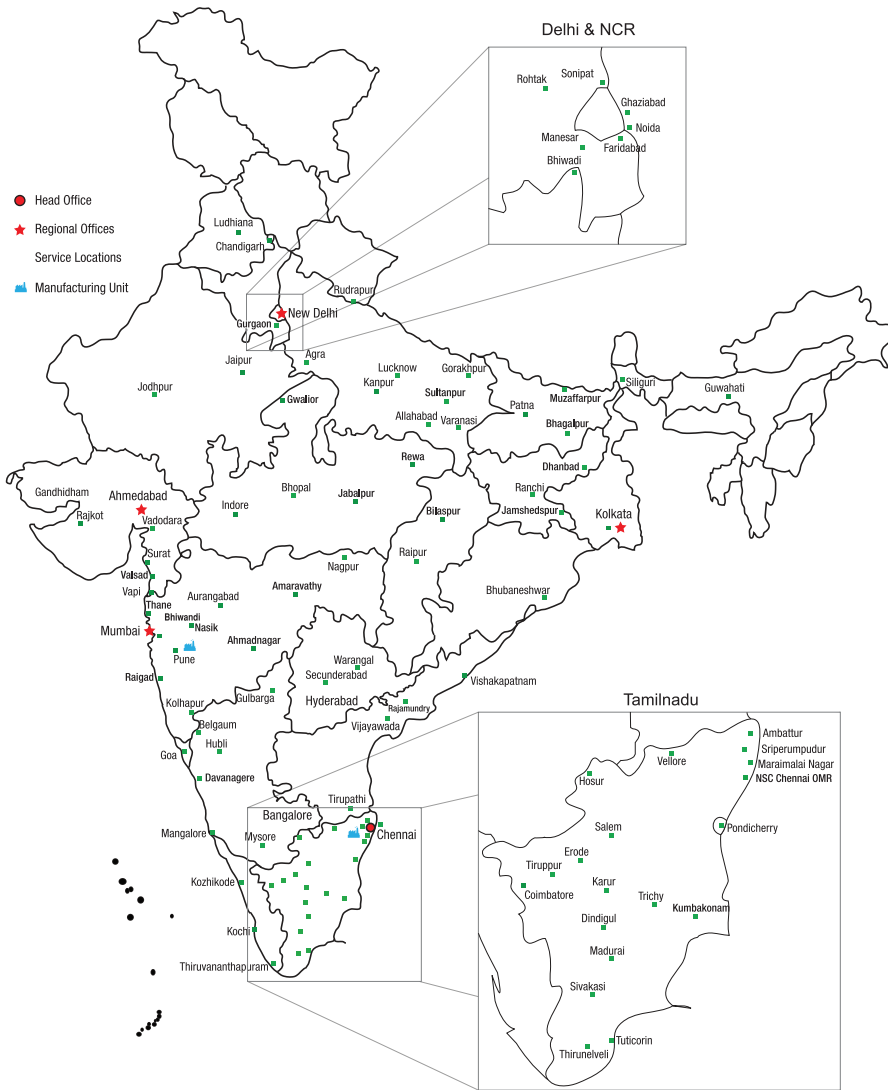 Delhi & NCR
Rohtak
Sonipat
Ghaziabad
Noida
Manesar
Faridabad
Bhiwadi
Head Office
Regional Offices
Service Locations
Manufacturing Unit
Ludhiana
Chandigarh
Rudrapur
New Delhi
Gurgaon
Jaipur
Agra
Jodhpur
Lucknow
Gorakhpur
Kanpur
Sultanpur
Gwalior
Allahabad
Varanasi
Muzaffarpur
Patna
Bhagalpur
Siliguri
Guwahati
Rewa
Dhanbad
Ranchi
Jamshedspur
Kolkata
Gandhidham
Ahmedabad
Rajkot
Vadodara
Indore
Bhopal
Jabalpur
Bilaspur
Surat
Valsad
Vapi
Nagpur
Raipur
Bhubaneshwar
Thane
Aurangabad
Amaravathy
Bhiwandi
Nasik
Mumbai
Pune
Ahmadnagar
Raigad
Warangal
Secunderabad
Hyderabad
Vishakapatnam
Gulbarga
Kolhapur
Rajamundry
Vijayawada
Belgaum
Hubli
Goa
Davanagere
Tirupathi
Bangalore
Mangalore
Mysore
Chennai
Kozhikode
Kochi
Thiruvananthapuram
Tamilnadu
Ambattur
Sriperumpudur
Maraimalai Nagar
NSC Chennai OMR
Vellore
Hosur
Pondicherry
Salem
Erode
Tiruppur
Coimbatore
Karur
Trichy
Kumbakonam
Dindigul
Madurai
Sivakasi
Tuticorin
Thirunelveli